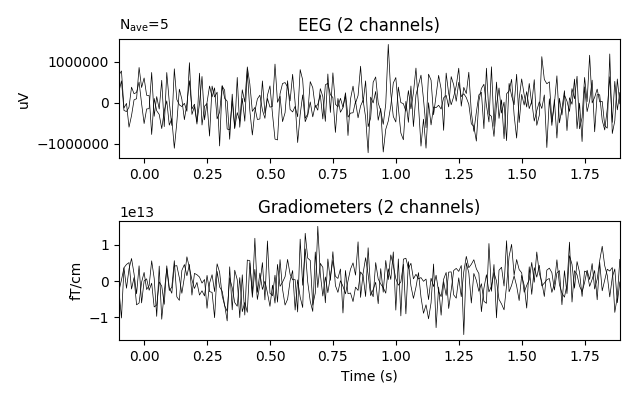 N_ave=5
EEG (2 channels)
1000000
0
−1000000
uV
0.00 0.25 0.50 0.75 1.00 1.25 1.50 1.75
1e13
Gradiometers (2 channels)
1
0
−1
fT/cm
0.00 0.25 0.50 0.75 1.00 1.25 1.50 1.75
Time (s)